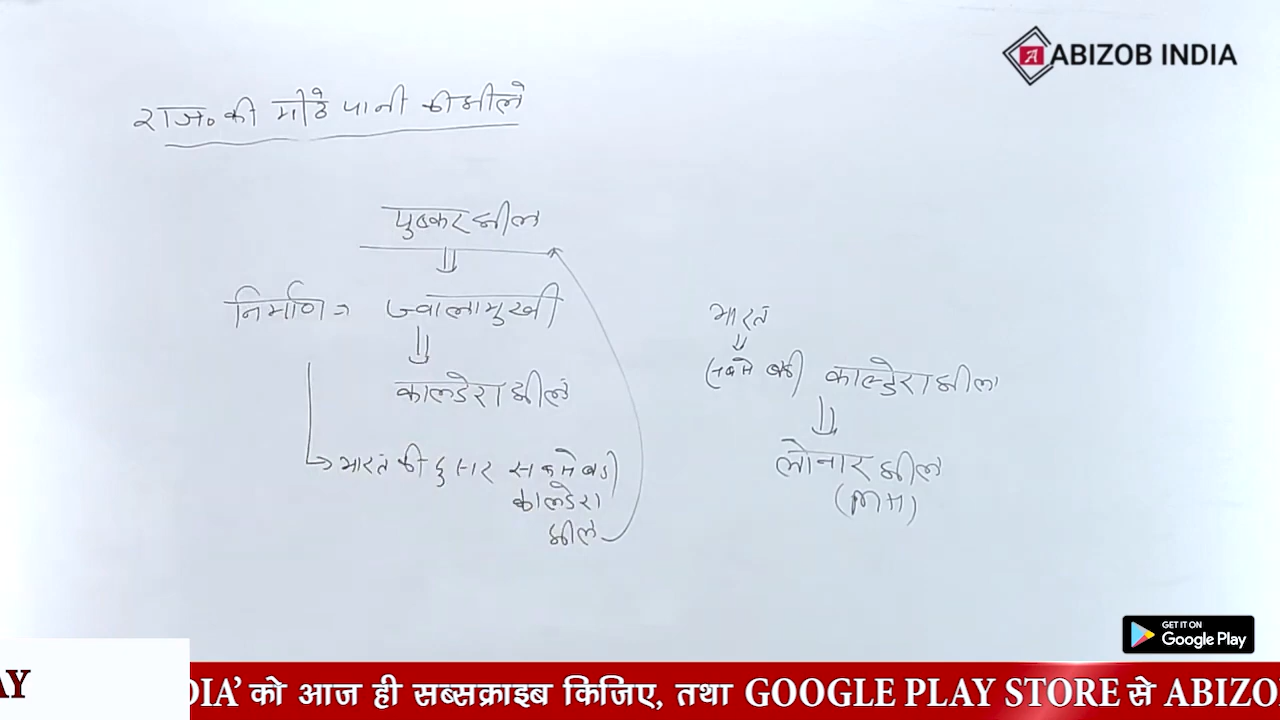 ABIZOB INDIA
राज० की मीठे पानी की झीले
पुष्कर झील
निर्माण ⇒ ज्वालामुखी
काल्डेरा झील
भारत की दुसर सबसे बडी
काल्डेरा
झील
भारत
सबसे बडी काल्डेरा झील
लोनार झील
(MH)
GET IT ON
Google Play
AY
DIA’ को आज ही सब्सक्राइब किजिए, तथा GOOGLE PLAY STORE से ABIZO